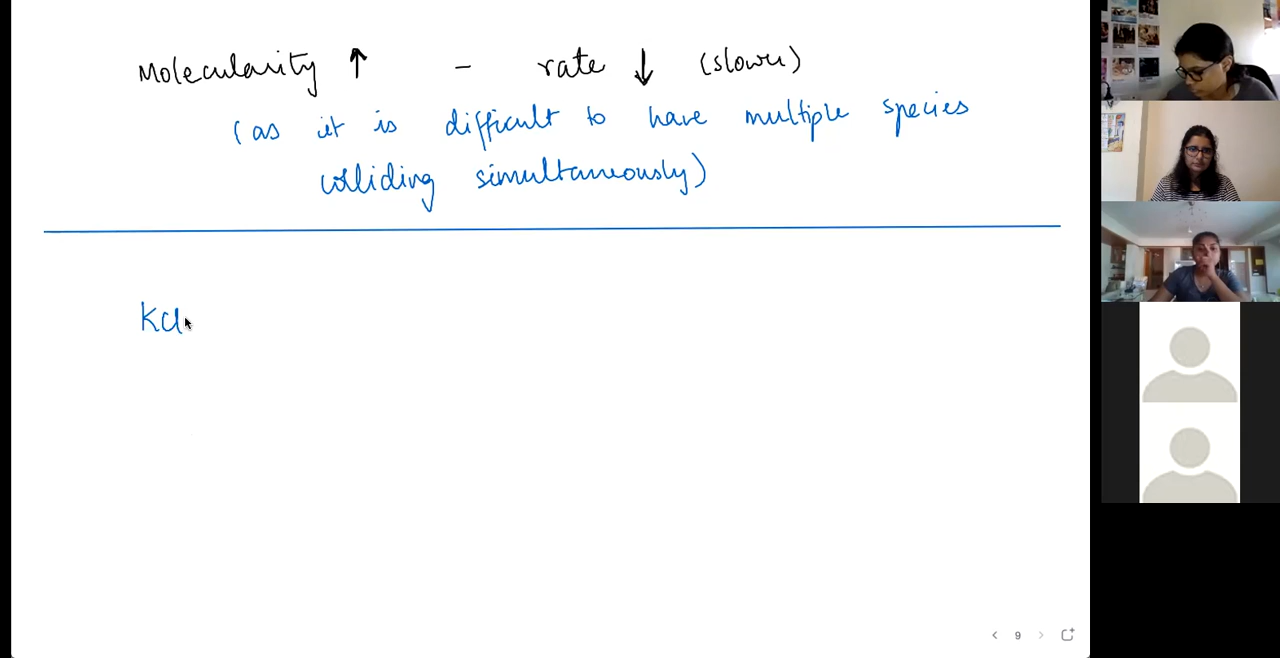 Molecularity ↑ - rate ↓ (slower)
(as it is difficult to have multiple species
colliding simultaneously)
KCl
9